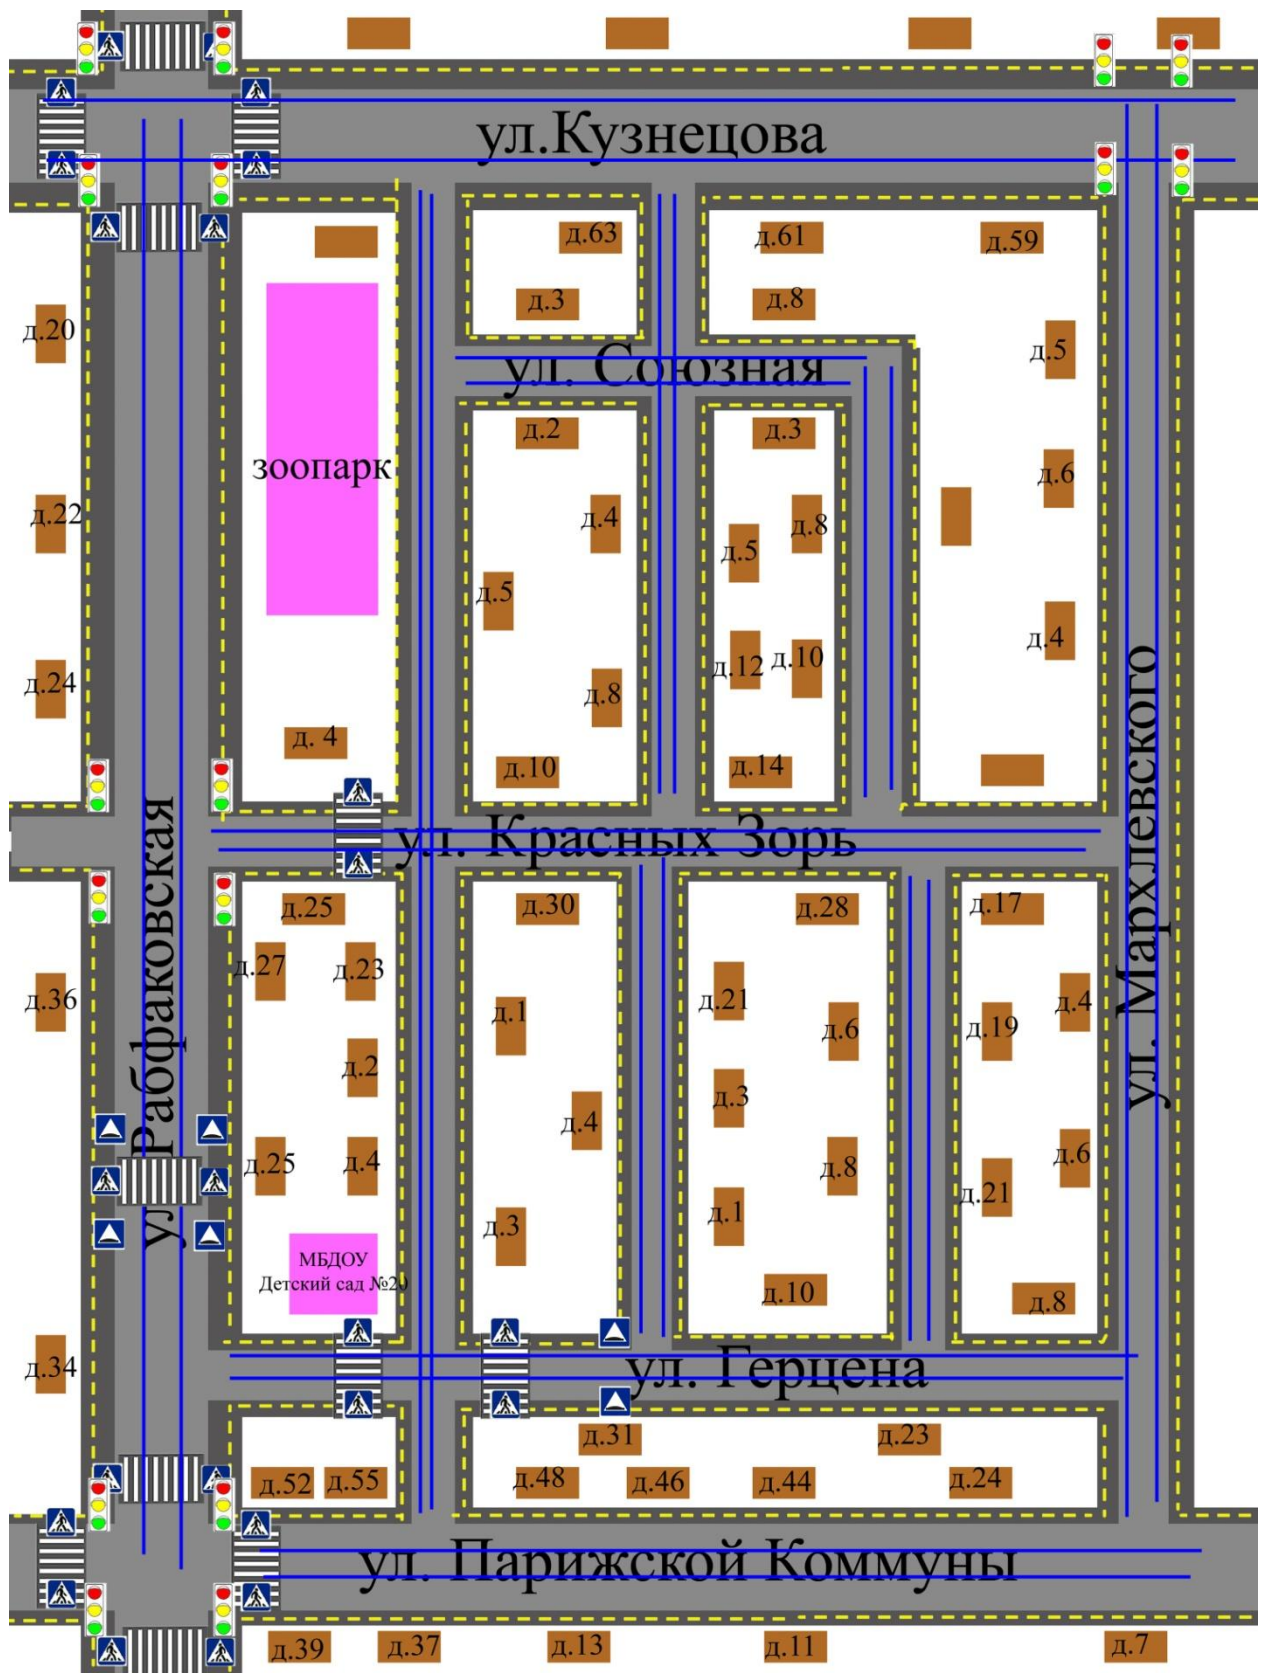 ул.Кузнецова
д.63
д.61
д.59
д.3
д.8
д.20
д.5
ул. Союзная
д.2
д.3
зоопарк
д.6
д.22
д.4
д.8
д.5
д.5
д.4
д.12
д.10
д.24
д.8
д. 4
д.10
д.14
ул. Красных Зорь
ул. Рабфаковская
ул. Мархлевского
д.25
д.30
д.28
д.17
д.27
д.23
д.36
д.1
д.21
д.6
д.19
д.4
д.2
д.3
д.4
д.25
д.4
д.8
д.6
д.21
д.3
д.1
МБДОУ
Детский сад №20
д.10
д.8
д.34
ул. Герцена
д.31
д.23
д.52
д.55
д.48
д.46
д.44
д.24
ул. Парижской Коммуны
д.39
д.37
д.13
д.11
д.7